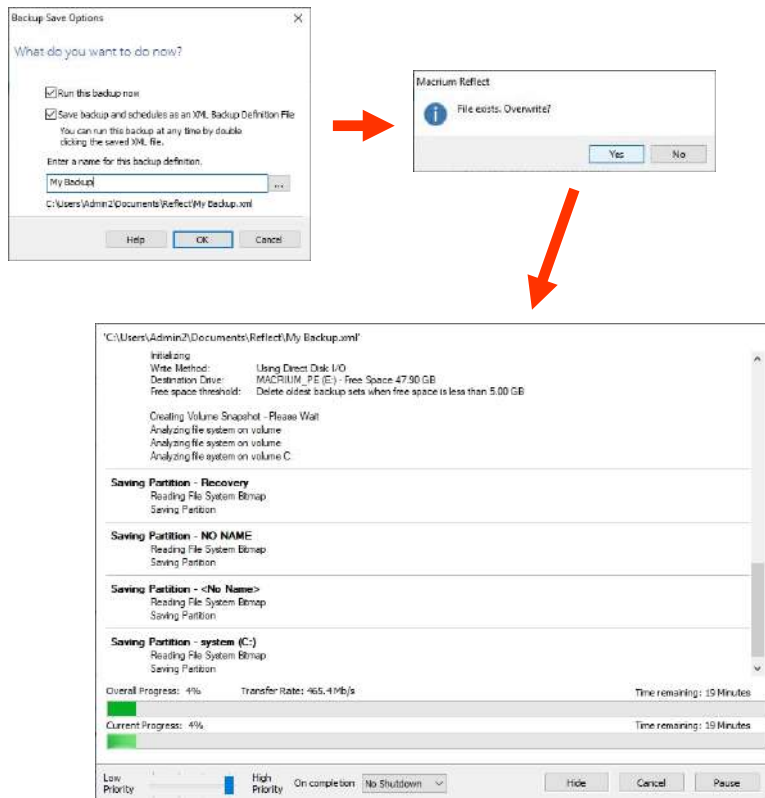 Backup Save Options
What do you want to do now?
Run this backup now
Save backup and schedules as an XML Backup Definition File
You can run this backup at any time by double
clicking the saved XML file.
Enter a name for this backup definition.
My Backup
...
C:\Users\Admin2\Documents\Reflect\My Backup.xml
Help OK Cancel
Macrium Reflect
File exists. Overwrite?
Yes No
'C:\Users\Admin2\Documents\Reflect\My Backup.xml'
Initializing
Write Method: Using Direct Disk I/O
Destination Drive: MACRIUM_PE (E:) - Free Space 47.90 GB
Free space threshold: Delete oldest backup sets when free space is less than 5.00 GB
Creating Volume Snapshot - Please Wait
Analyzing file system on volume
Analyzing file system on volume
Analyzing file system on volume C
Saving Partition - Recovery
Reading File System Bitmap
Saving Partition
Saving Partition - NO NAME
Reading File System Bitmap
Saving Partition
Saving Partition - <No Name>
Reading File System Bitmap
Saving Partition
Saving Partition - system (C:)
Reading File System Bitmap
Saving Partition
Overall Progress: 4% Transfer Rate: 465.4 Mb/s Time remaining: 19 Minutes
Current Progress: 4% Time remaining: 19 Minutes
Low Priority High Priority On completion No Shutdown Hide Cancel Pause